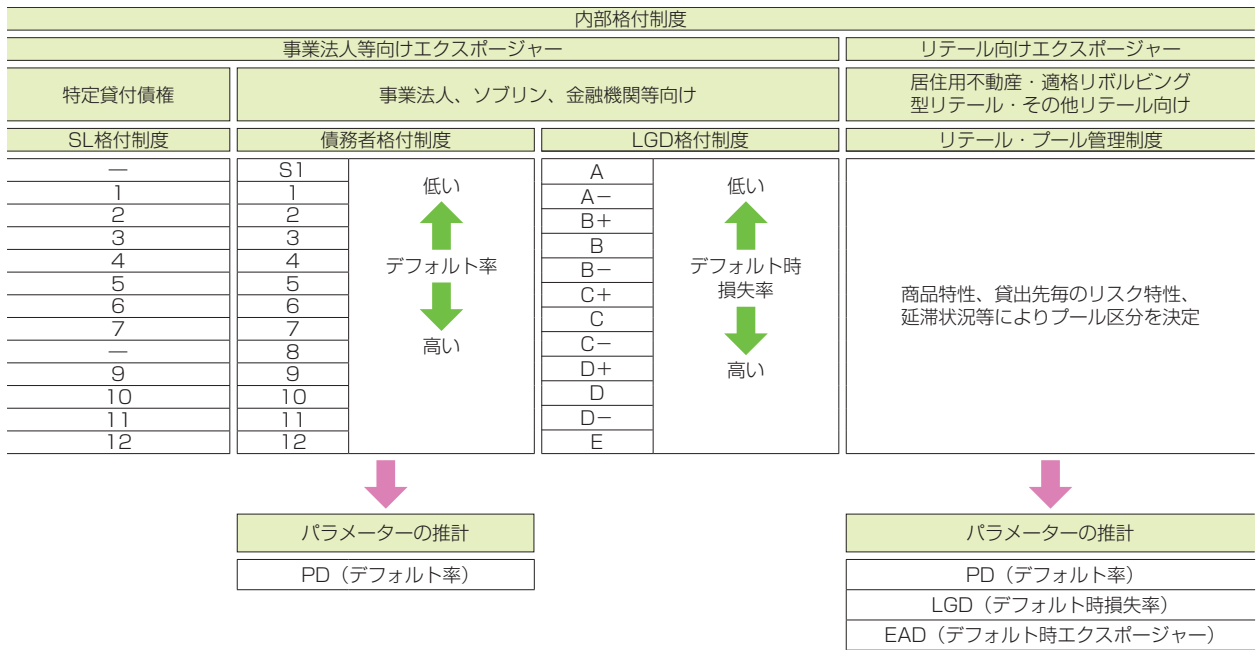 内部格付制度
事業法人等向けエクスポージャー
リテール向けエクスポージャー
特定貸付債権
事業法人、ソブリン、金融機関等向け
居住用不動産・適格リボルビング
型リテール・その他リテール向け
SL格付制度
債務者格付制度
LGD格付制度
リテール・プール管理制度
―
1
2
3
4
5
6
7
―
9
10
11
12
S1
1
2
3
4
5
6
7
8
9
10
11
12
低い
デフォルト率
高い
A
A−
B+
B
B−
C+
C
C−
D+
D
D−
E
低い
デフォルト時
損失率
高い
商品特性、貸出先毎のリスク特性、
延滞状況等によりプール区分を決定
パラメーターの推計
PD（デフォルト率）
パラメーターの推計
PD（デフォルト率）
LGD（デフォルト時損失率）
EAD（デフォルト時エクスポージャー）